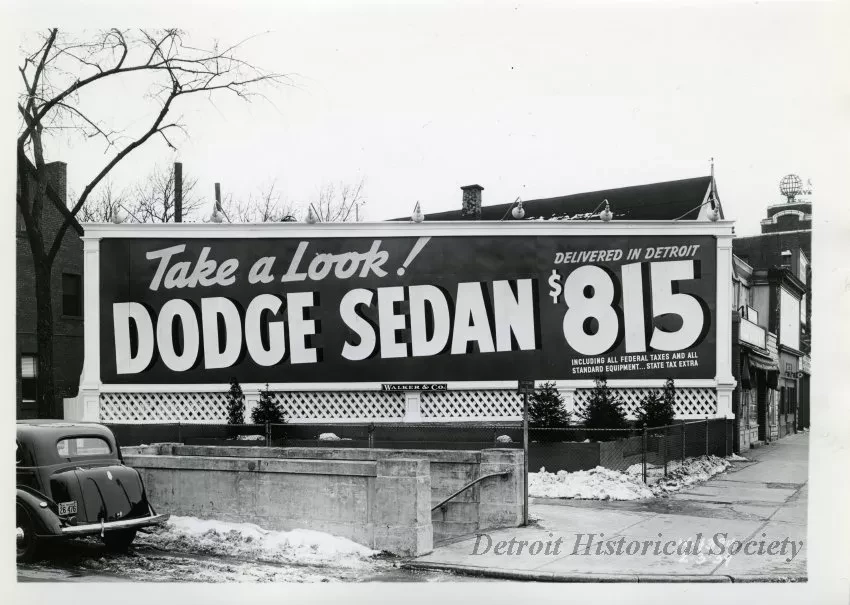 Take a Look!
DODGE SEDAN
DELIVERED IN DETROIT
$815
INCLUDING ALL FEDERAL TAXES AND ALL
STANDARD EQUIPMENT... STATE TAX EXTRA
WALKER & CO.
Detroit Historical Society